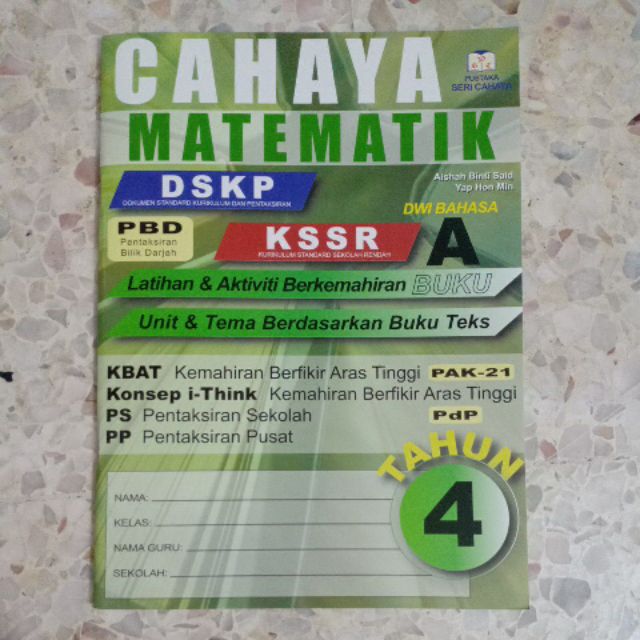 CAHAYA
PUSTAKA
SERI CAHAYA
MATEMATIK
Aishah Binti Said
Yap Hon Min
DSKP
DOKUMEN STANDARD KURIKULUM DAN PENTAKSIRAN
DWI BAHASA
PBD
Pentaksiran
Bilik Darjah
KSSR
KURIKULUM STANDARD SEKOLAH RENDAH
A
Latihan & Aktiviti Berkemahiran BUKU
Unit & Tema Berdasarkan Buku Teks
KBAT Kemahiran Berfikir Aras Tinggi PAK-21
Konsep i-Think Kemahiran Berfikir Aras Tinggi
PS Pentaksiran Sekolah PdP
PP Pentaksiran Pusat
TAHUN
4
NAMA:
KELAS:
NAMA GURU:
SEKOLAH: